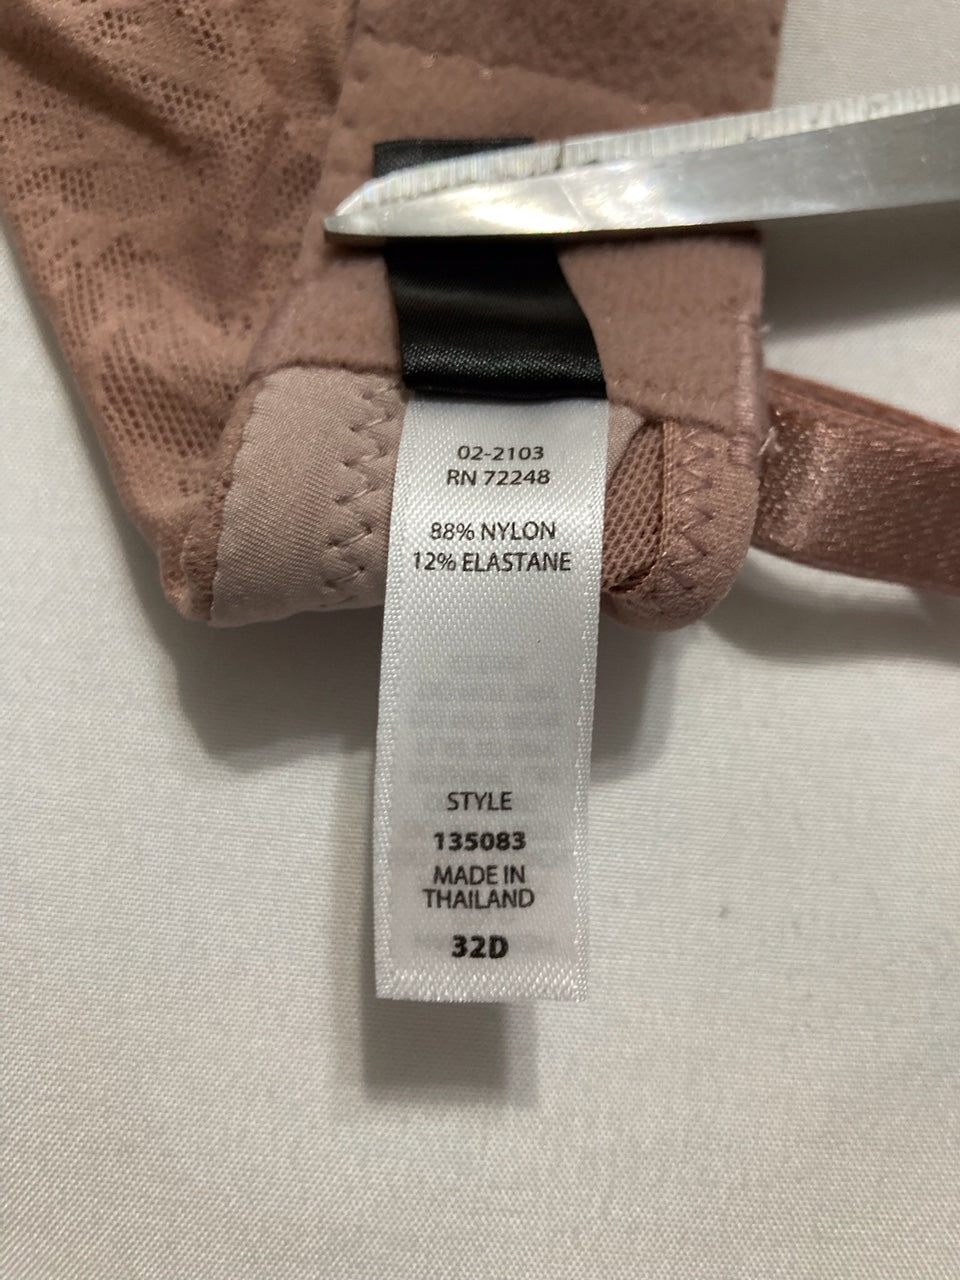 02-2103
RN 72248
88% NYLON
12% ELASTANE
STYLE
135083
MADE IN
THAILAND
32D